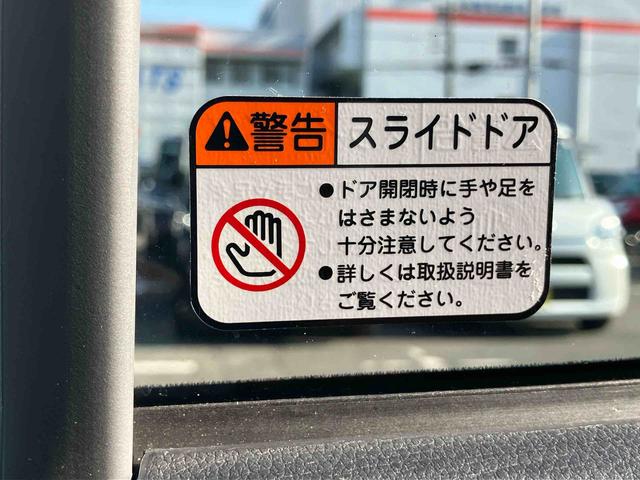 警告 スライドドア
●ドア開閉時に手や足を
はさまないよう
十分注意してください。
●詳しくは取扱説明書を
ご覧ください。